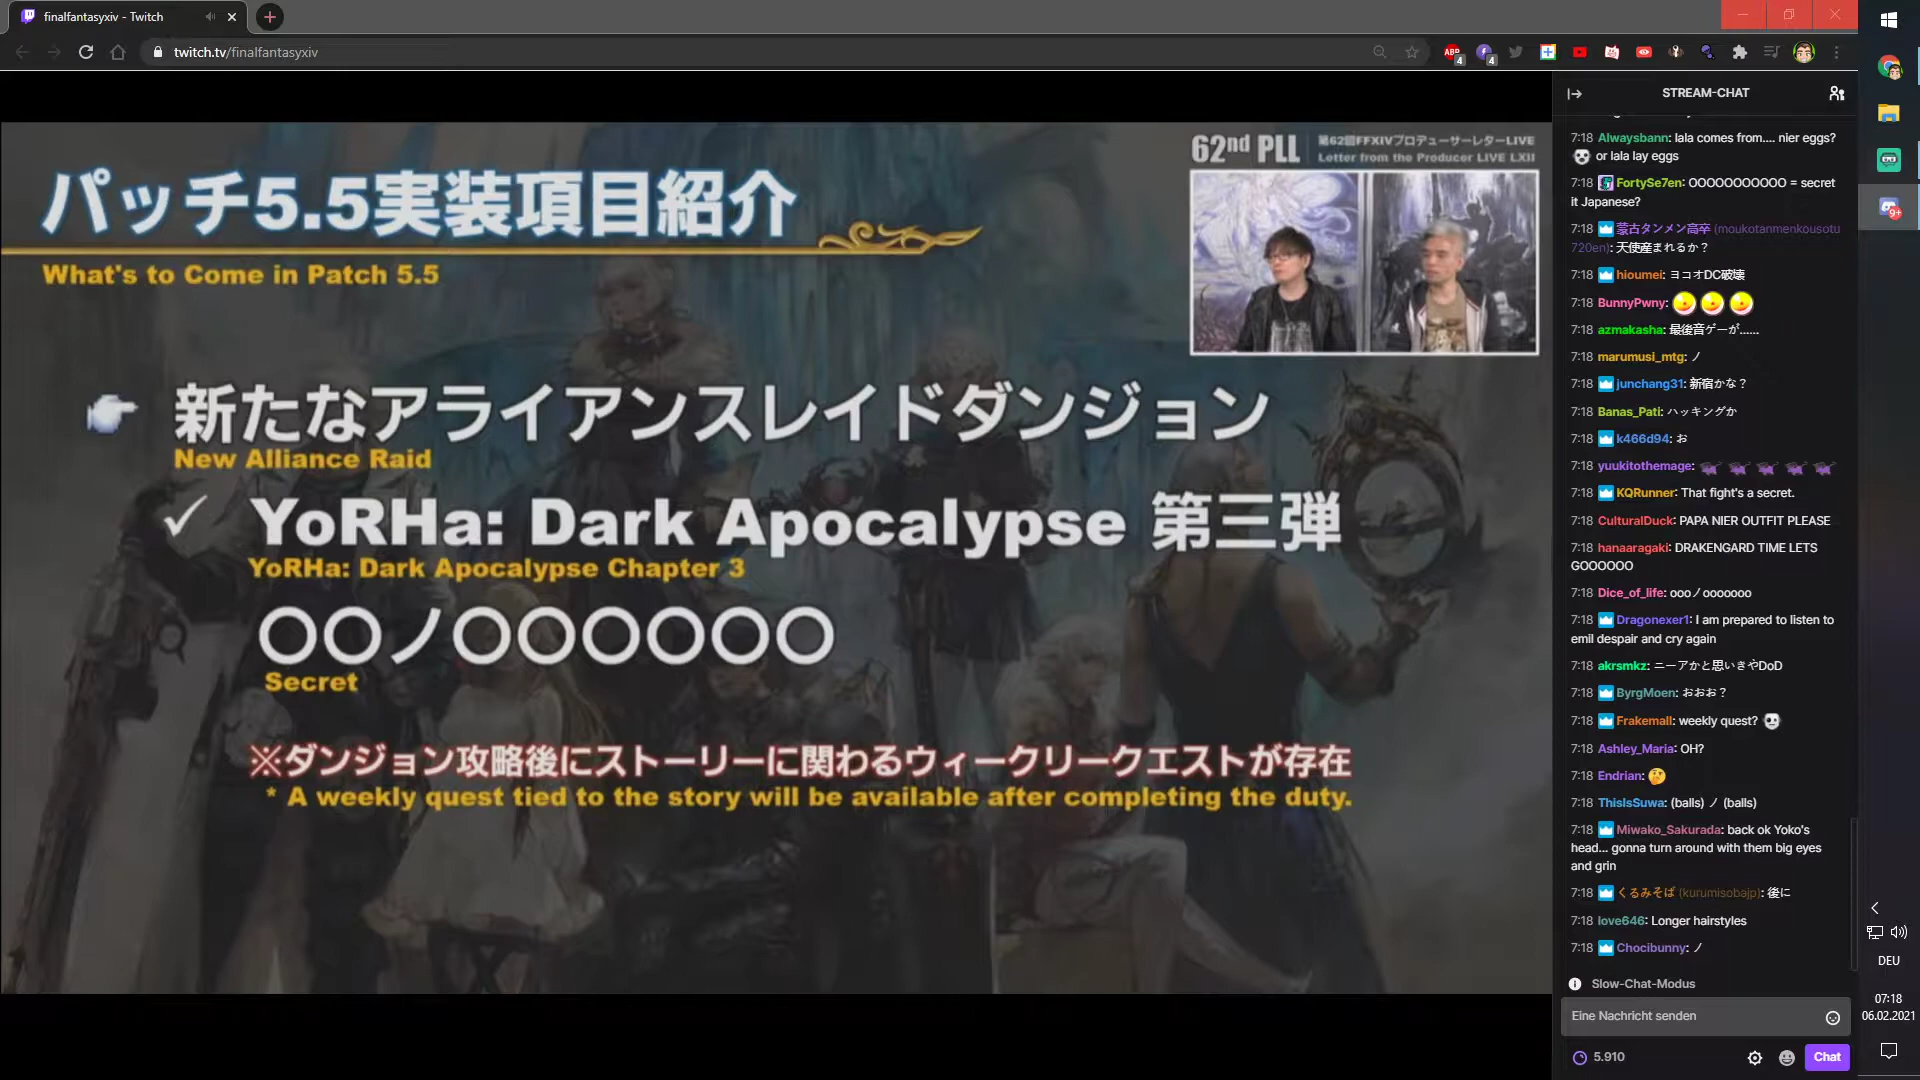 finalfantasyxiv - Twitch
twitch.tv/finalfantasyxiv
ABP
4
4
62nd PLL
第62回FFXIVプロデューサーレターLIVE
Letter from the Producer LIVE LXII
パッチ5.5実装項目紹介
What's to Come in Patch 5.5
新たなアライアンスレイドダンジョン
New Alliance Raid
YoRHa: Dark Apocalypse 第三弾
YoRHa: Dark Apocalypse Chapter 3
〇〇ノ〇〇〇〇〇〇
Secret
※ダンジョン攻略後にストーリーに関わるウィークリークエストが存在
* A weekly quest tied to the story will be available after completing the duty.
STREAM-CHAT
7:18 Alwaysbann: lala comes from.... nier eggs?
or lala lay eggs
7:18 FortySe7en: OOOOOOOOOOO = secret
it Japanese?
7:18 蒙古タンメン高卒 (moukotanmenkousotu
720en): 天使産まれるか？
7:18 hioumei: ヨコオDC破壊
7:18 BunnyPwny:
7:18 azmakasha: 最後音ゲーが......
7:18 marumusi_mtg: ノ
7:18 junchang31: 新宿かな？
7:18 Banas_Pati: ハッキングか
7:18 k466d94: お
7:18 yuukitothemage:
7:18 KQRunner: That fight's a secret.
7:18 CulturalDuck: PAPA NIER OUTFIT PLEASE
7:18 hanaaragaki: DRAKENGARD TIME LETS
GOOOOOO
7:18 Dice_of_life: oooノooooooo
7:18 Dragonexer1: I am prepared to listen to
emil despair and cry again
7:18 akrsmkz: ニーアかと思いきやDoD
7:18 ByrgMoen: おおお？
7:18 Frakemall: weekly quest?
7:18 Ashley_Maria: OH?
7:18 Endrian:
7:18 ThisIsSuwa: (balls) ノ (balls)
7:18 Miwako_Sakurada: back ok Yoko's
head... gonna turn around with them big eyes
and grin
7:18 くるみそば (kurumisobajp): 後に
7:18 love646: Longer hairstyles
7:18 Chocibunny: ノ
Slow-Chat-Modus
Eine Nachricht senden
5.910
Chat
9+
DEU
07:18
06.02.2021